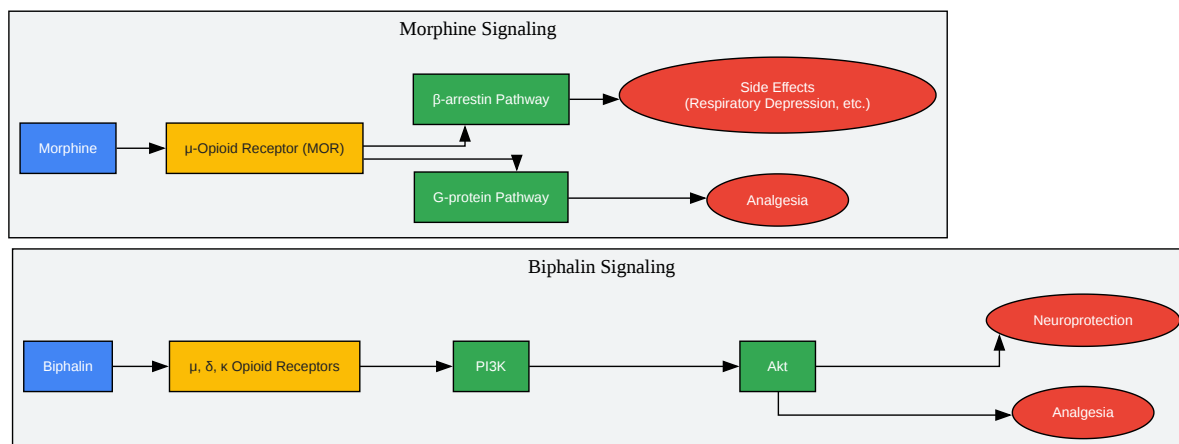 Morphine Signaling
Morphine
μ-Opioid Receptor (MOR)
β-arrestin Pathway
Side Effects
(Respiratory Depression, etc.)
G-protein Pathway
Analgesia
Biphalin Signaling
Biphalin
μ, δ, κ Opioid Receptors
PI3K
Akt
Neuroprotection
Analgesia